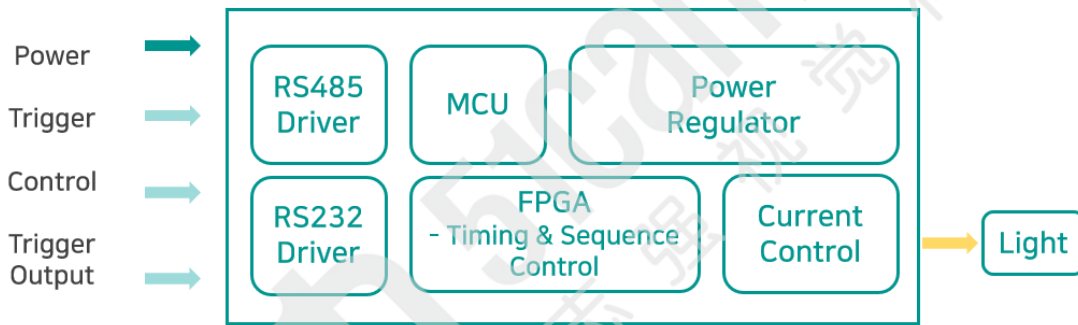 Power
Trigger
Control
Trigger
Output
RS485
Driver
MCU
Power
Regulator
RS232
Driver
FPGA
- Timing & Sequence
Control
Current
Control
Light